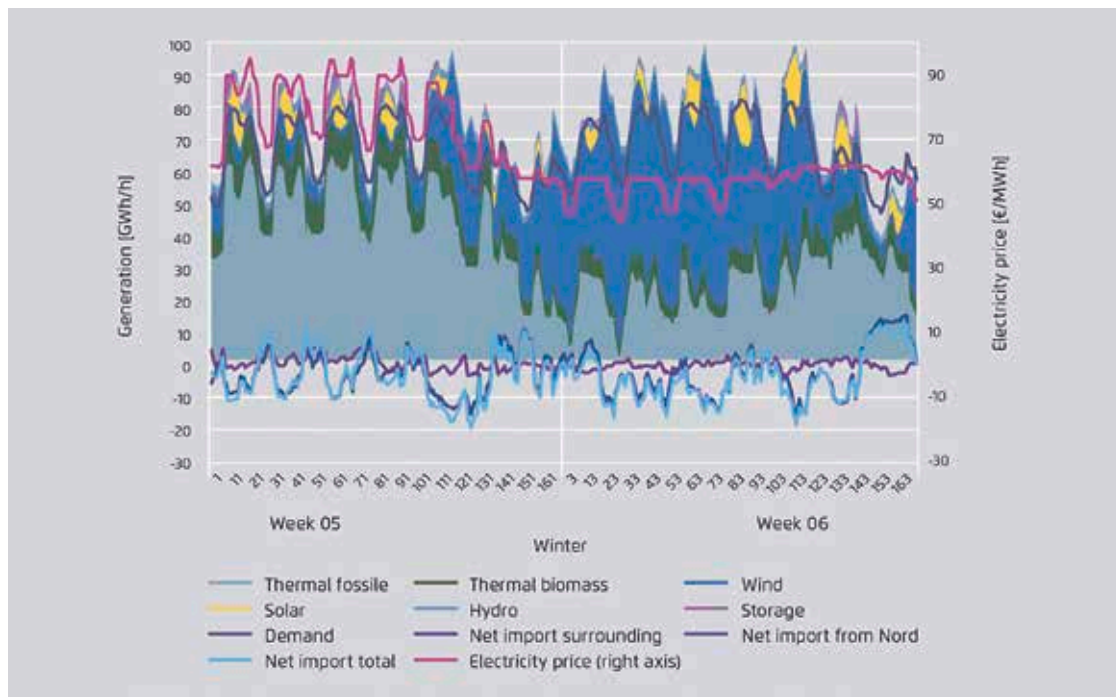 100
90
80
70
60
50
40
30
20
10
0
-10
-20
-30
Generation [GWh/h]
90
70
50
30
10
-10
-30
Electricity price [€/MWh]
1 11 21 31 41 51 61 71 81 91 101 111 121 131 141 151 161 3 13 23 33 43 53 63 73 83 93 103 113 123 133 143 153 163
Week 05 Week 06
Winter
Thermal fossile Thermal biomass Wind
Solar Hydro Storage
Demand Net import surrounding Net import from Nord
Net import total Electricity price (right axis)